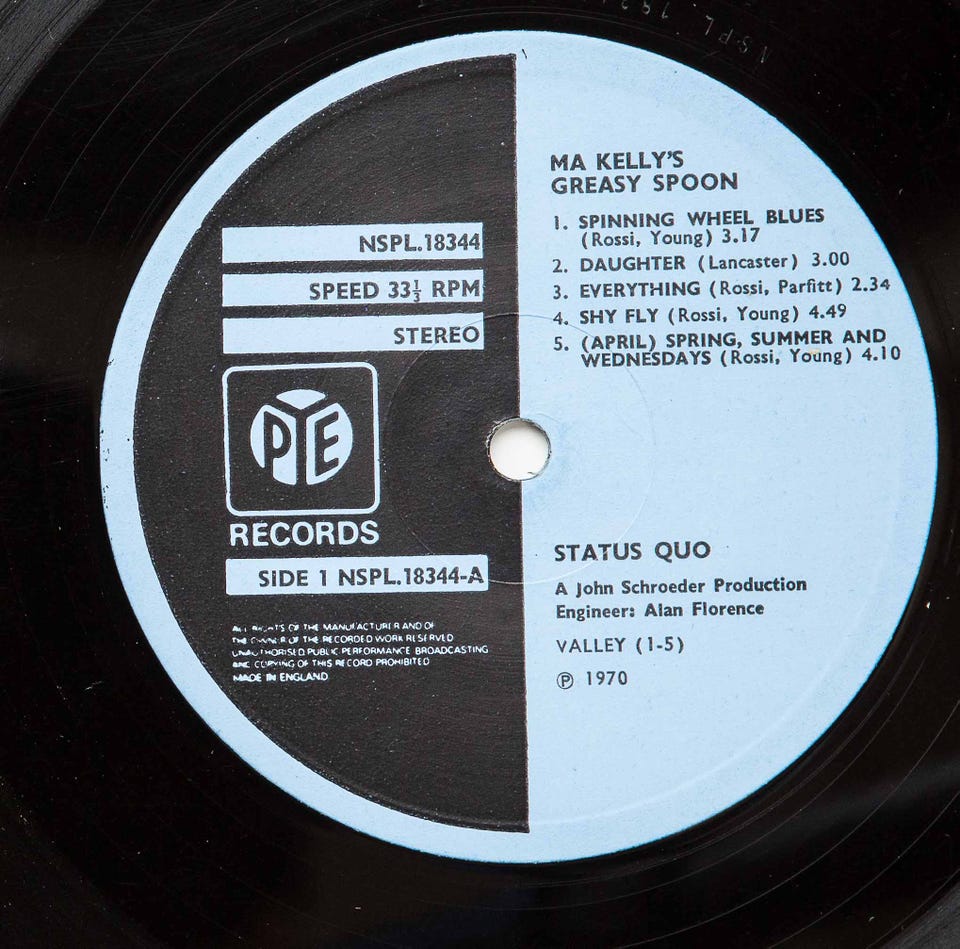 NSPL.18344
SPEED 33⅓ RPM
STEREO
PYE
RECORDS
SIDE 1 NSPL.18344-A
ALL RIGHTS OF THE MANUFACTURER AND OF
THE OWNER OF THE RECORDED WORK RESERVED
UNAUTHORISED PUBLIC PERFORMANCE BROADCASTING
AND COPYING OF THIS RECORD PROHIBITED
MADE IN ENGLAND
MA KELLY'S
GREASY SPOON
1. SPINNING WHEEL BLUES
(Rossi, Young) 3.17
2. DAUGHTER (Lancaster) 3.00
3. EVERYTHING (Rossi, Parfitt) 2.34
4. SHY FLY (Rossi, Young) 4.49
5. (APRIL) SPRING, SUMMER AND
WEDNESDAYS (Rossi, Young) 4.10
STATUS QUO
A John Schroeder Production
Engineer: Alan Florence
VALLEY (1-5)
Ⓟ 1970